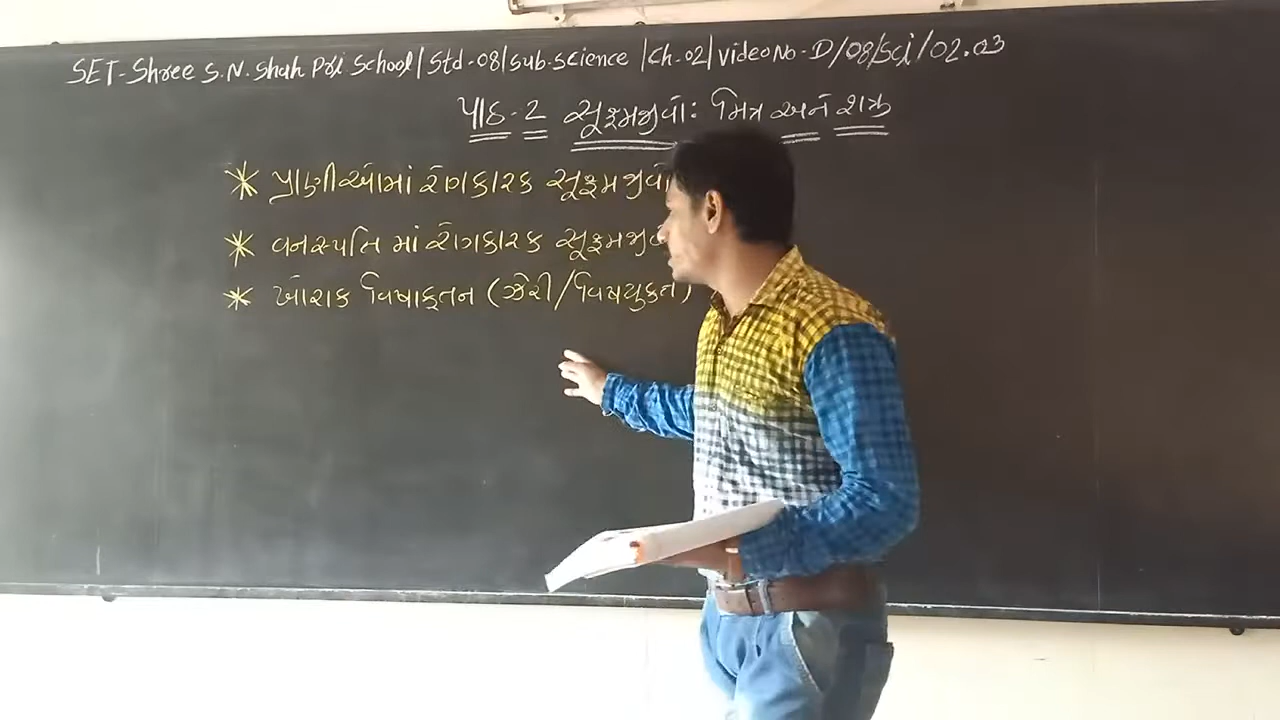 SET-Shree S.N. Shah Pri School/Std-08/Sub-Science/Ch-02/Video No-D/08/Sci/02.03
પાઠ-2 સૂક્ષ્મજીવો: મિત્ર અને શત્રુ
* પ્રાણીઓમાં રોગકારક સૂક્ષ્મજીવો
* વનસ્પતિ માં રોગકારક સૂક્ષ્મજીવો
* ખોરાક વિષાક્તન (ઝેરી/વિષયુક્ત)